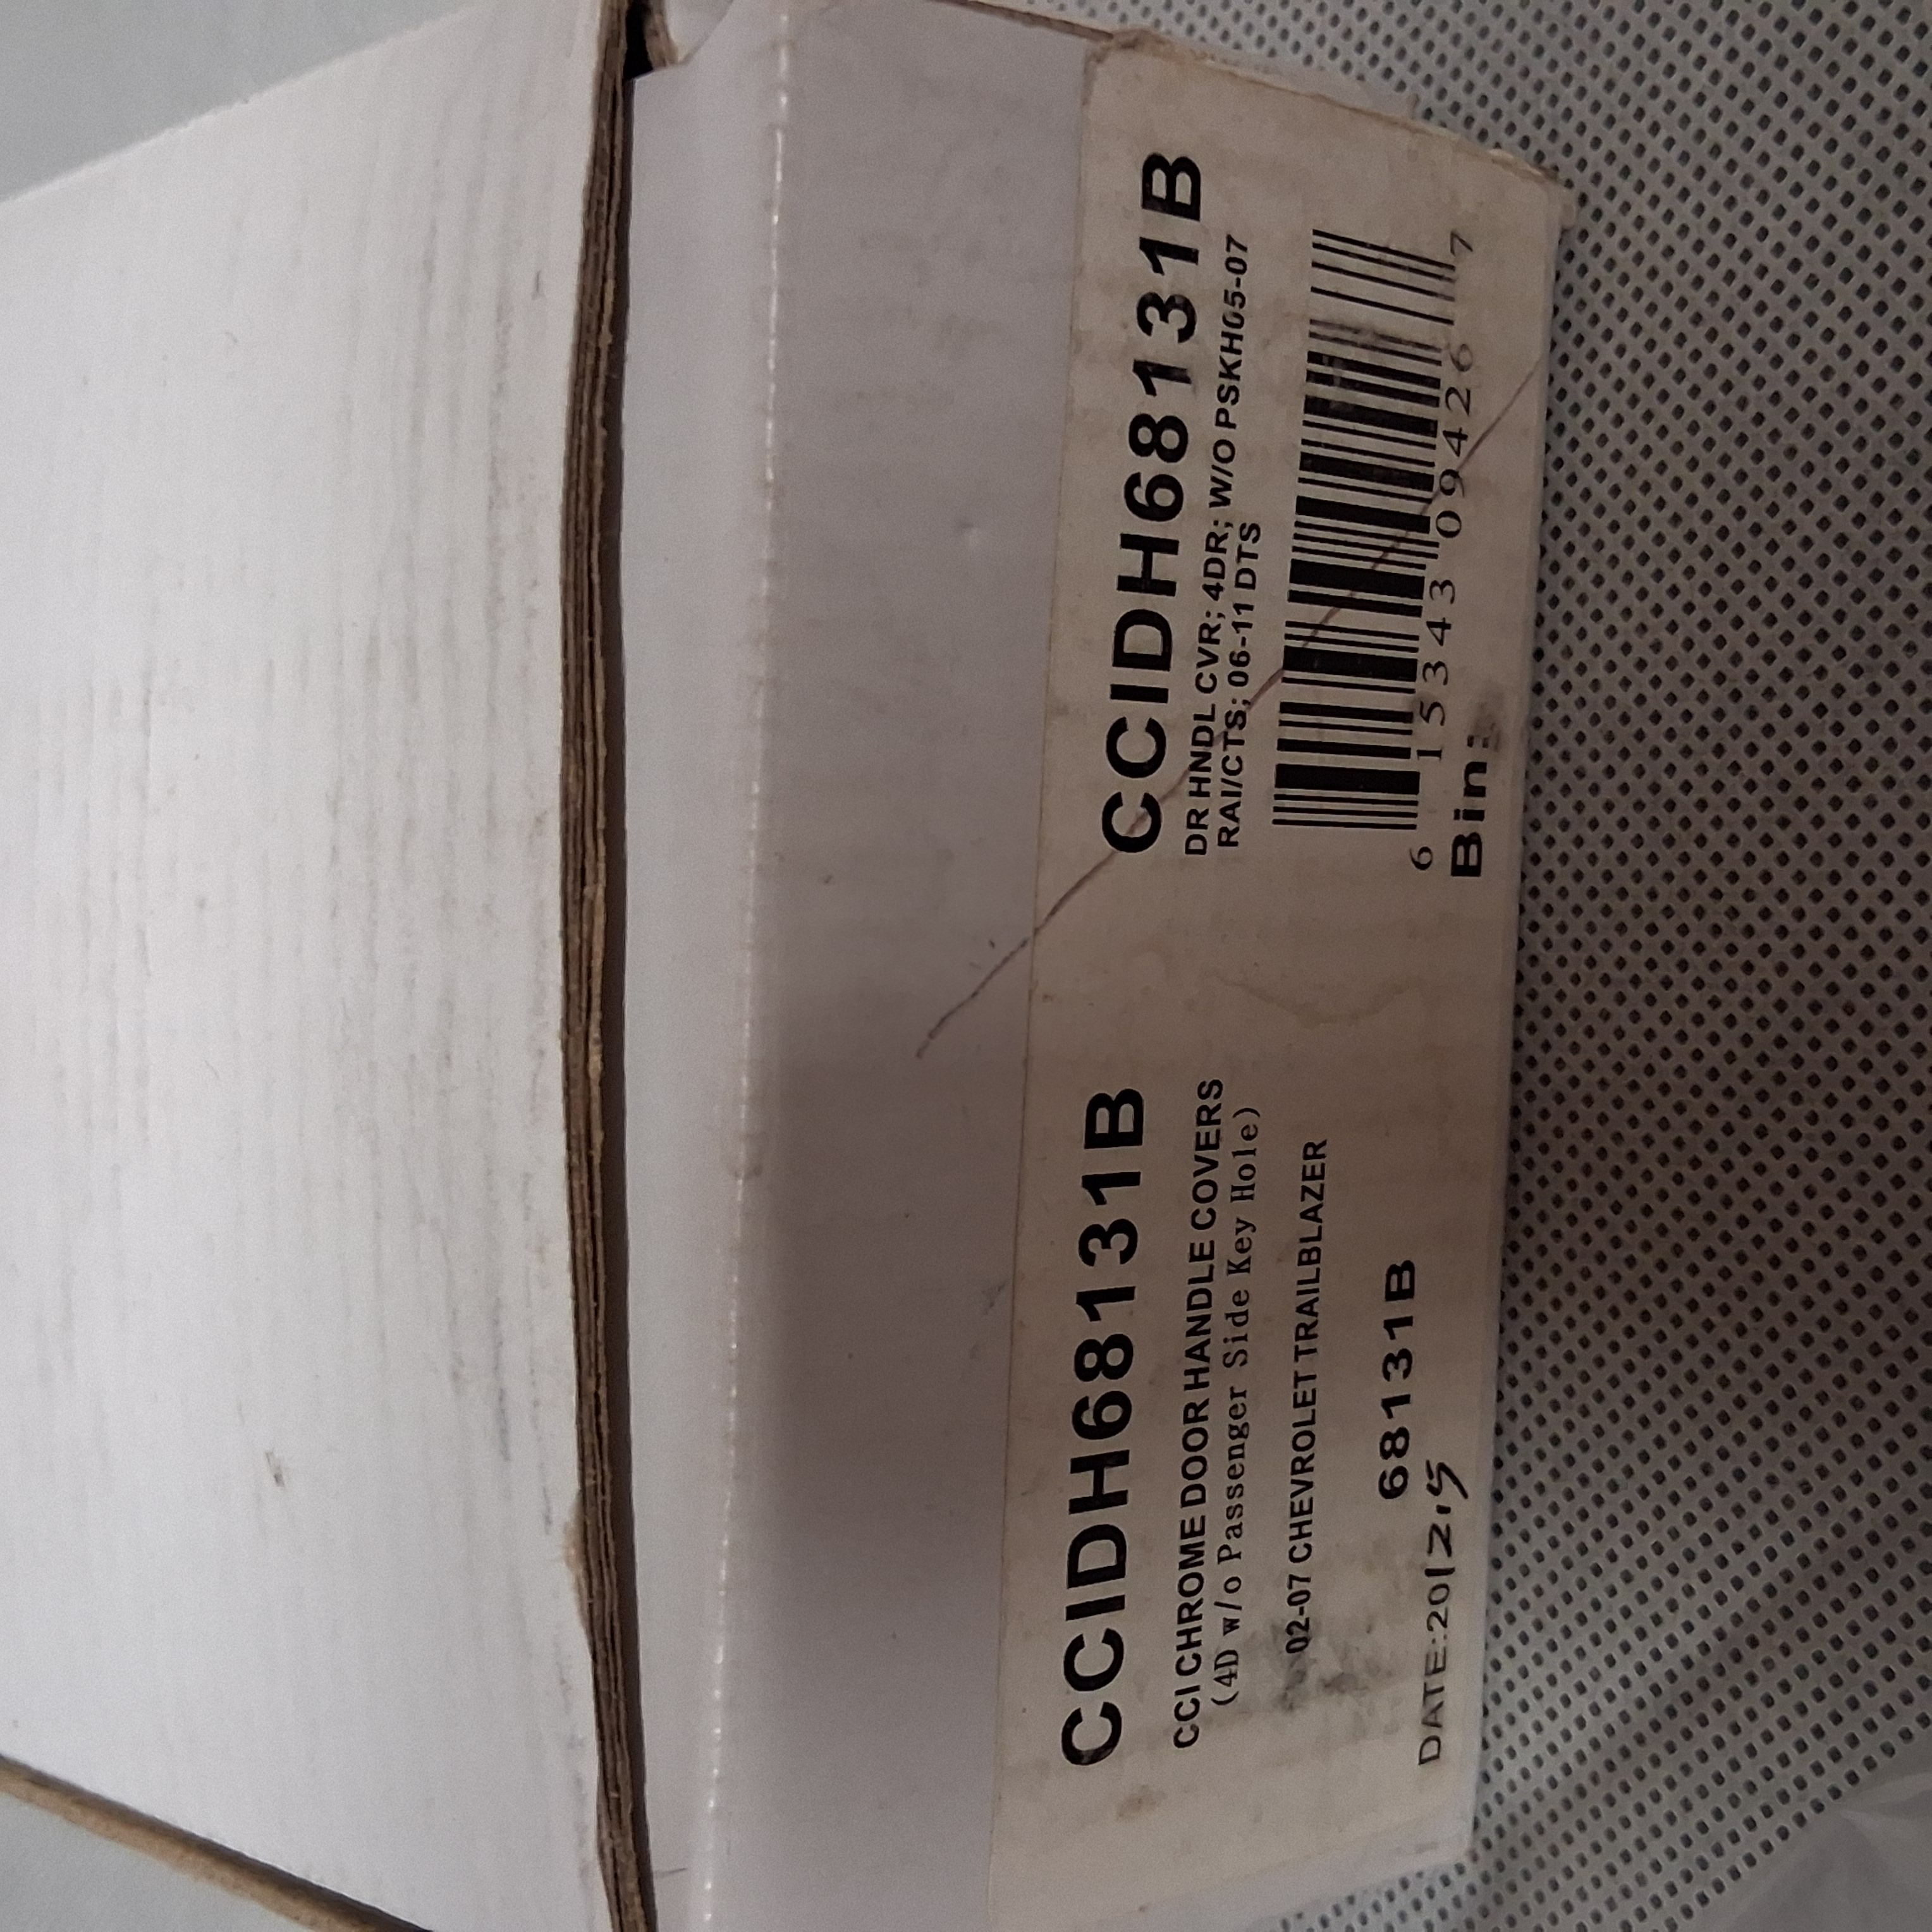 CCIDH68131B
CCI CHROME DOOR HANDLE COVERS
(4D w/o Passenger Side Key Hole)
02-07 CHEVROLET TRAILBLAZER
68131B
DATE:2012.5
CCIDH68131B
DR HNDL CVR; 4DR; W/O PSKH05-07
RAI/CTS; 06-11 DTS
6 15343 09426 7
Bin: